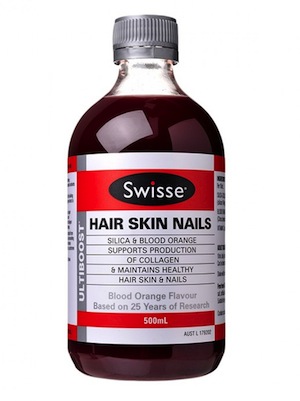 Swisse®
ULTIBOOST
HAIR SKIN NAILS
SILICA & BLOOD ORANGE
SUPPORTS PRODUCTION
OF COLLAGEN
& MAINTAINS HEALTHY
HAIR SKIN & NAILS
Blood Orange Flavour
Based on 25 Years of Research
500mL